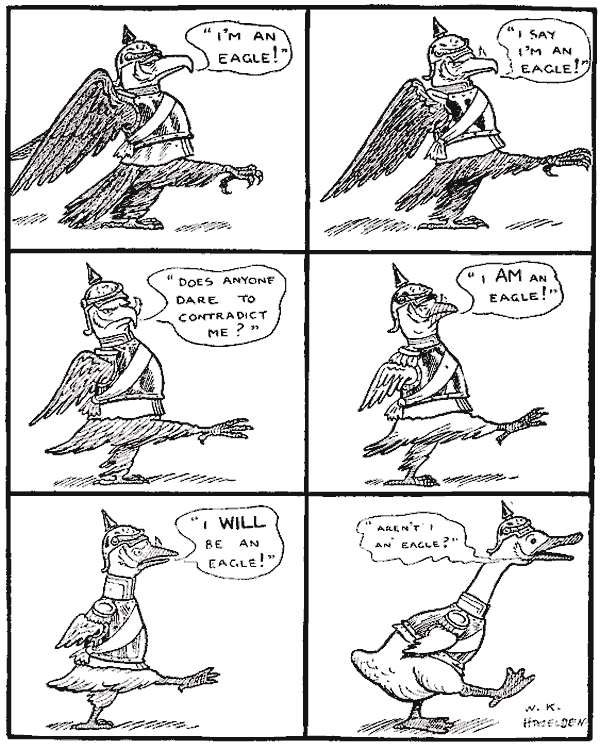 "I'M AN
EAGLE!"
"I SAY
I'M AN
EAGLE!"
"DOES ANYONE
DARE TO
CONTRADICT
ME?"
"I AM AN
EAGLE!"
"I WILL
BE AN
EAGLE!"
"AREN'T I
AN EAGLE?"
W. K.
HASELDEN